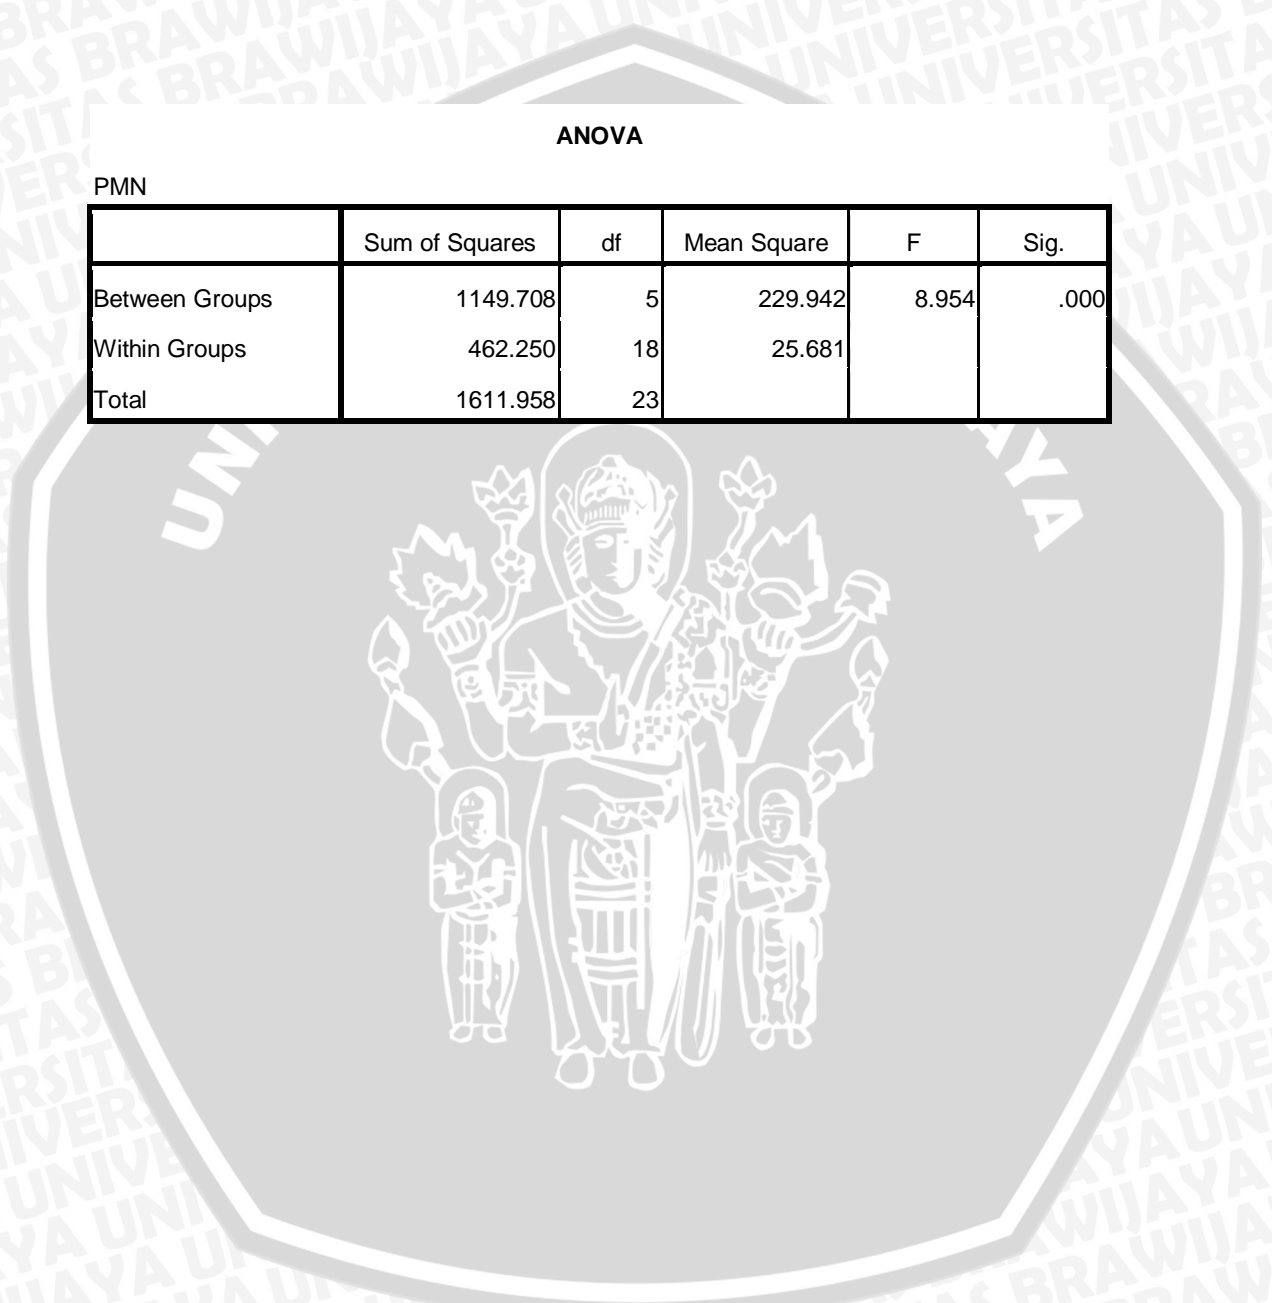 ANOVA
PMN
Sum of Squares df Mean Square F Sig.
Between Groups 1149.708 5 229.942 8.954 .000
Within Groups 462.250 18 25.681
Total 1611.958 23